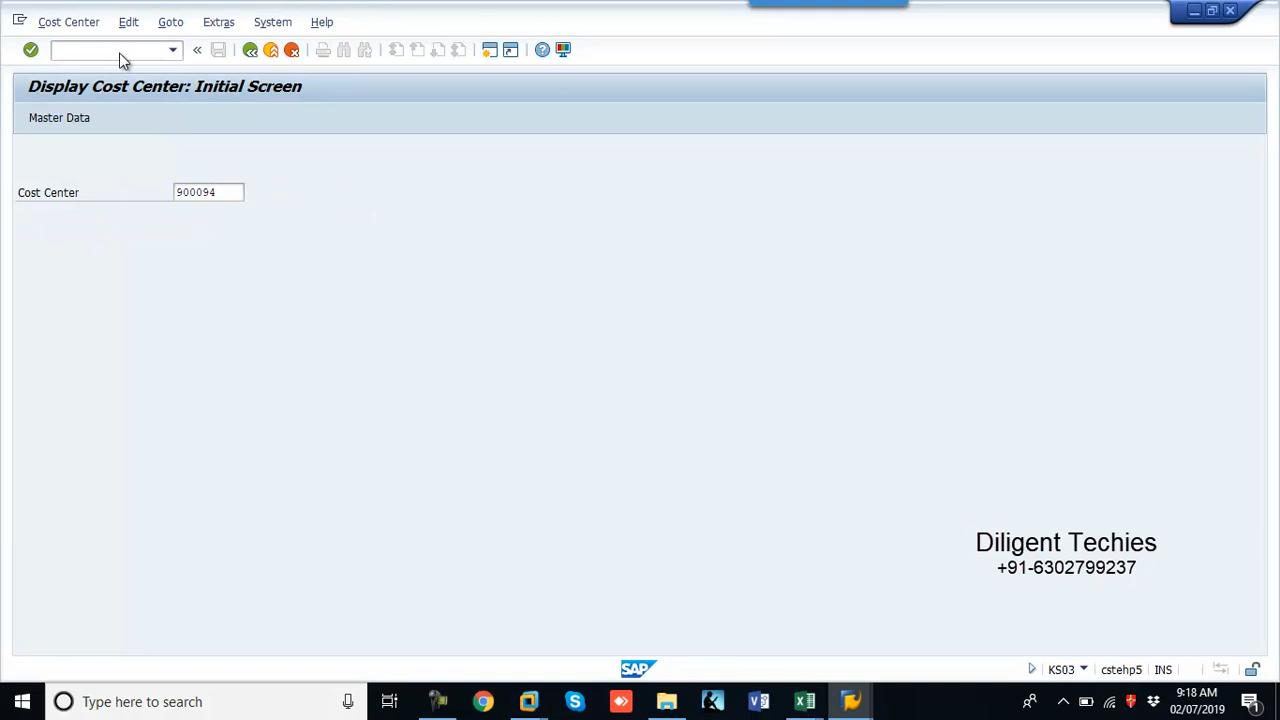 Cost Center Edit Goto Extras System Help
Display Cost Center: Initial Screen
Master Data
Cost Center 900094
Diligent Techies
+91-6302799237
SAP KS03 cstehp5 INS
Type here to search
9:18 AM
02/07/2019
1